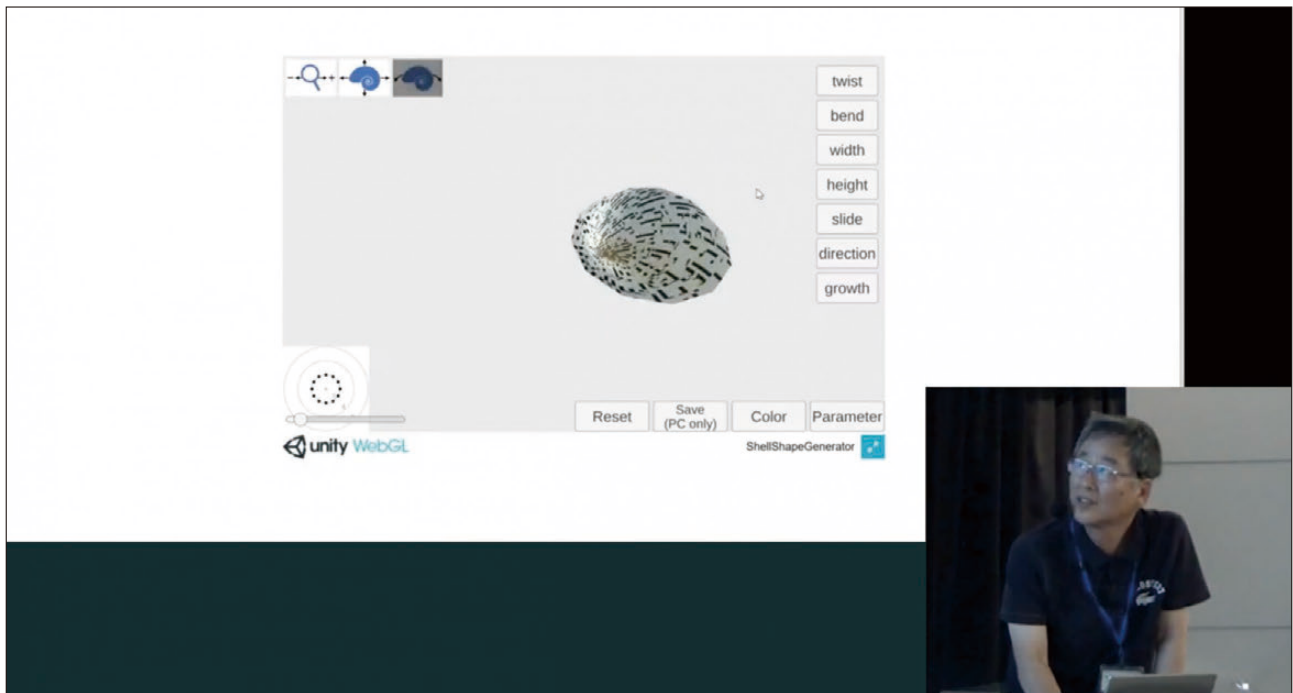 twist
bend
width
height
slide
direction
growth
Reset
Save
(PC only)
Color
Parameter
unity WebGL
ShellShapeGenerator